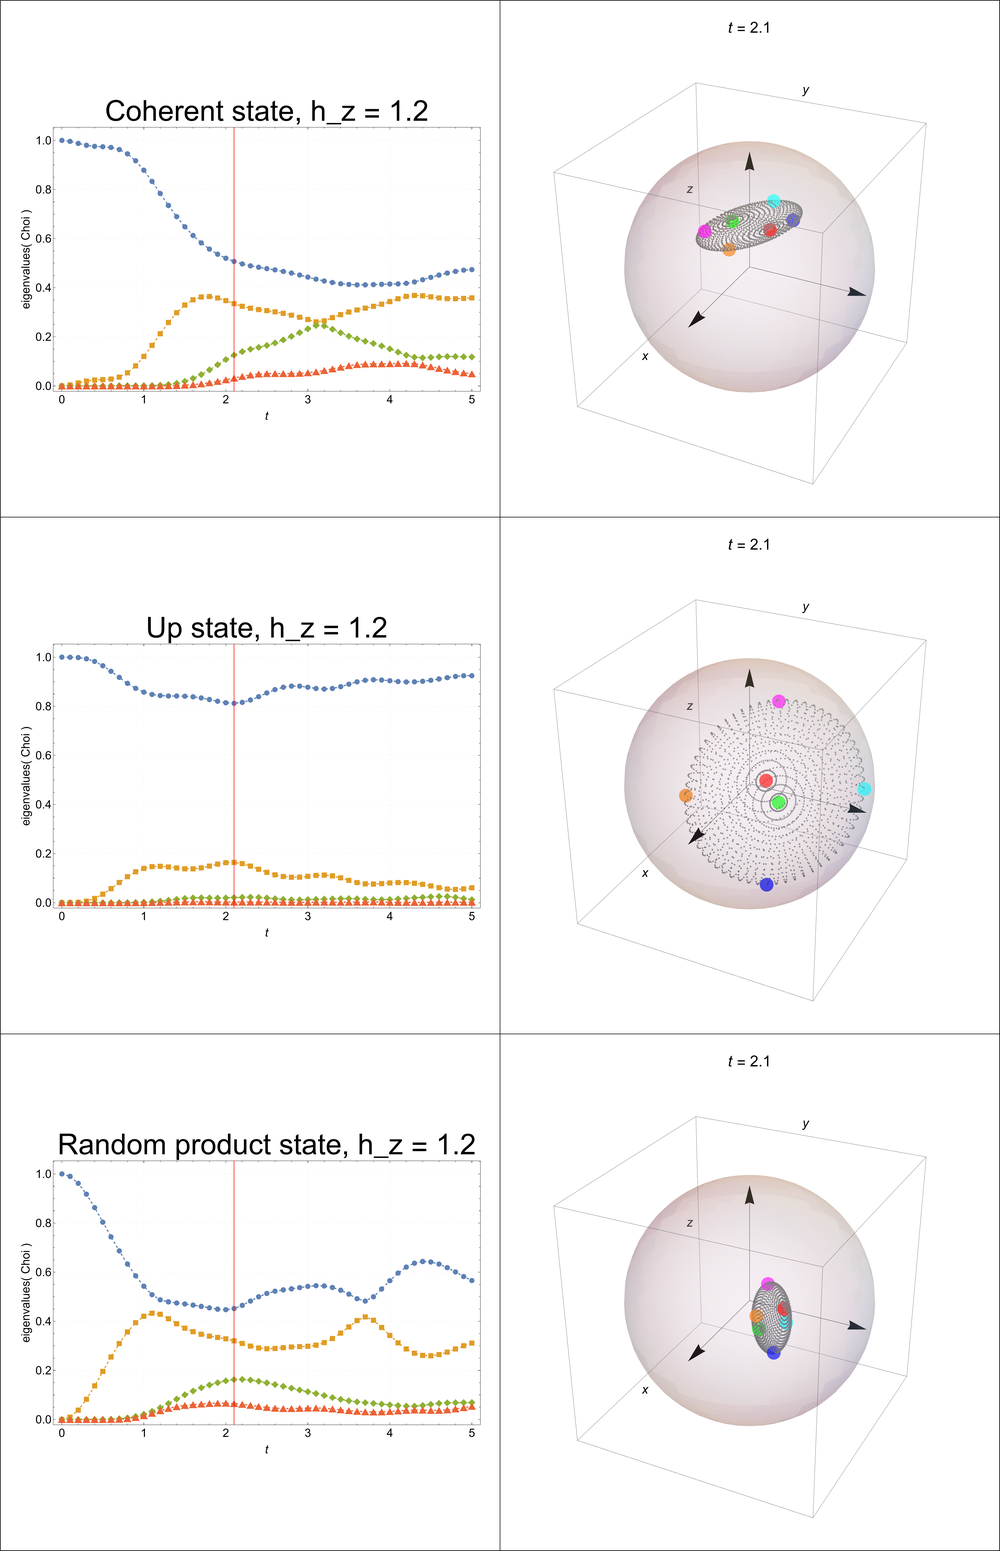 Coherent state, h_z = 1.2
eigenvalues( Choi )
1.0
0.8
0.6
0.4
0.2
0.0
0 1 2 3 4 5
t
t = 2.1
y
z
x
Up state, h_z = 1.2
eigenvalues( Choi )
1.0
0.8
0.6
0.4
0.2
0.0
0 1 2 3 4 5
t
t = 2.1
y
z
x
Random product state, h_z = 1.2
eigenvalues( Choi )
1.0
0.8
0.6
0.4
0.2
0.0
0 1 2 3 4 5
t
t = 2.1
y
z
x